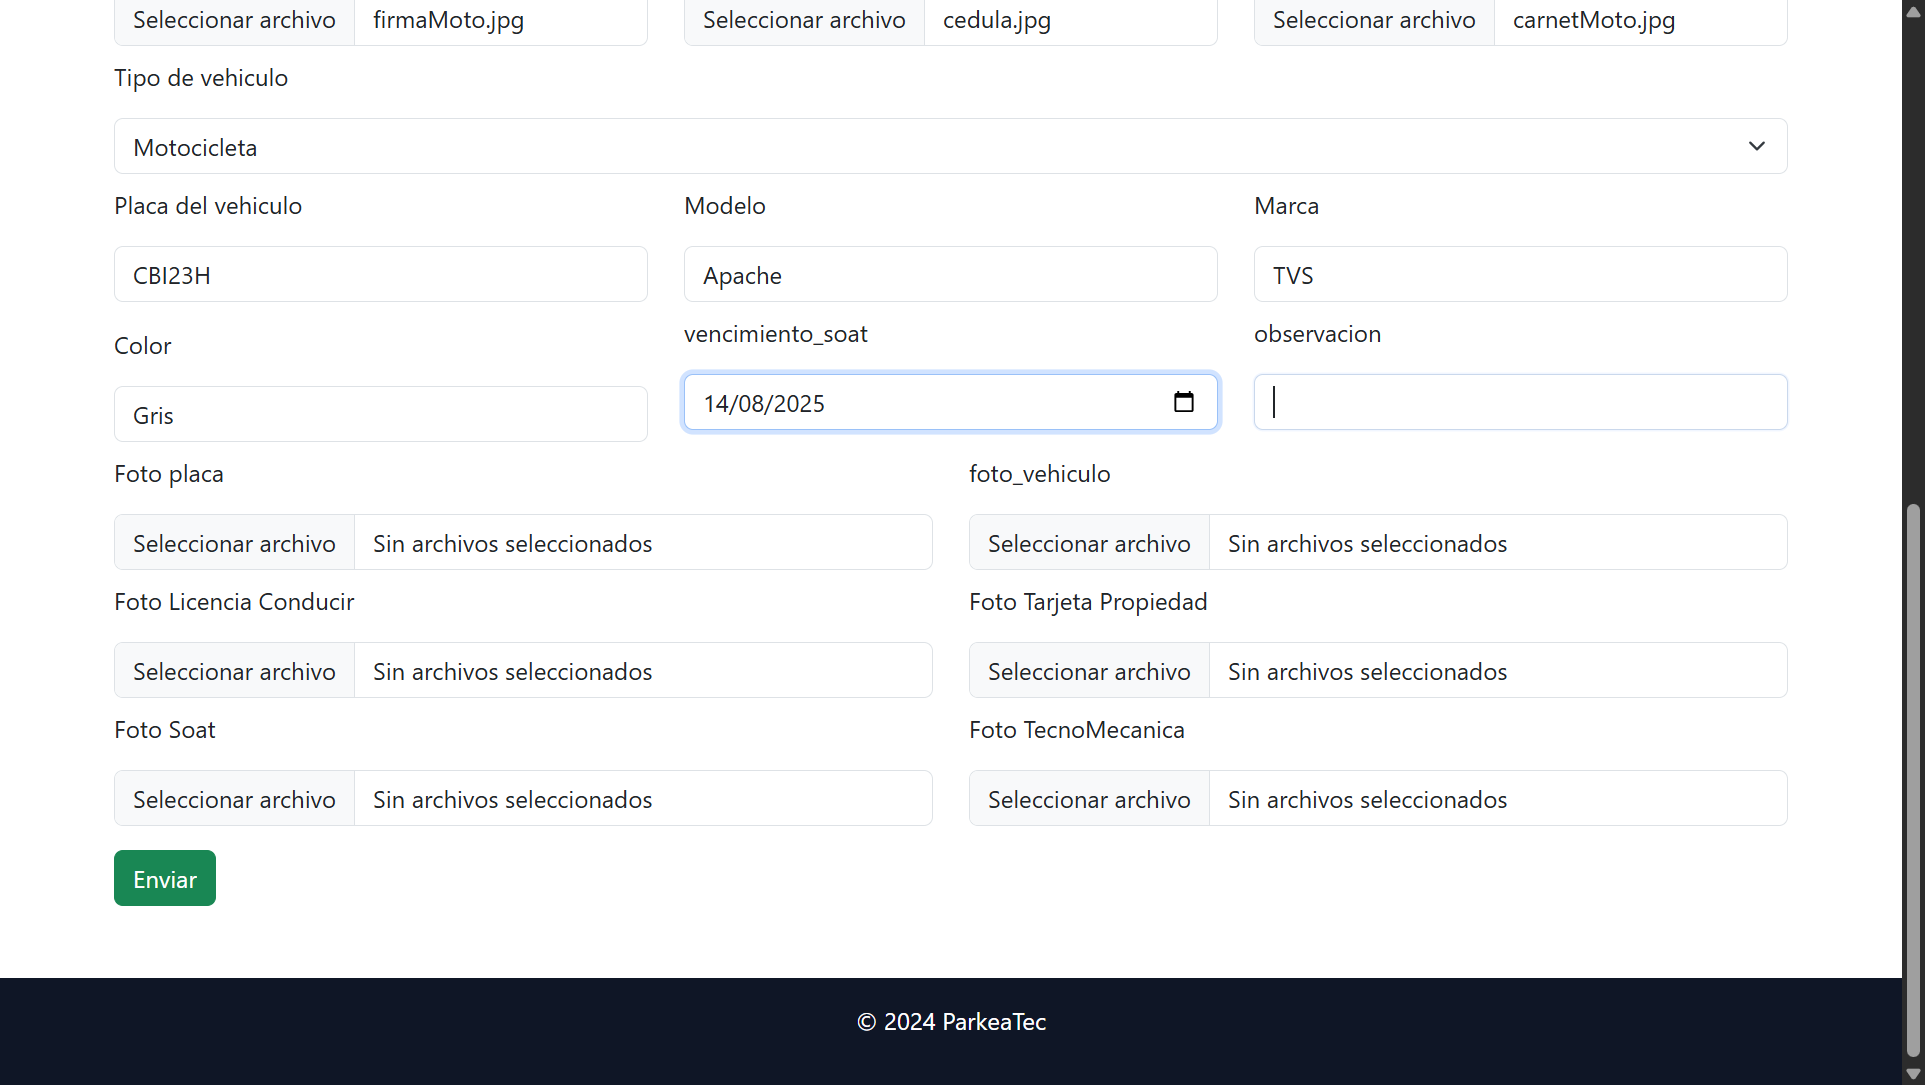 Seleccionar archivo firmaMoto.jpg Seleccionar archivo cedula.jpg Seleccionar archivo carnetMoto.jpg
Tipo de vehiculo
Motocicleta
Placa del vehiculo Modelo Marca
CBI23H Apache TVS
Color vencimiento_soat observacion
Gris 14/08/2025
Foto placa foto_vehiculo
Seleccionar archivo Sin archivos seleccionados Seleccionar archivo Sin archivos seleccionados
Foto Licencia Conducir Foto Tarjeta Propiedad
Seleccionar archivo Sin archivos seleccionados Seleccionar archivo Sin archivos seleccionados
Foto Soat Foto TecnoMecanica
Seleccionar archivo Sin archivos seleccionados Seleccionar archivo Sin archivos seleccionados
Enviar
© 2024 ParkeaTec